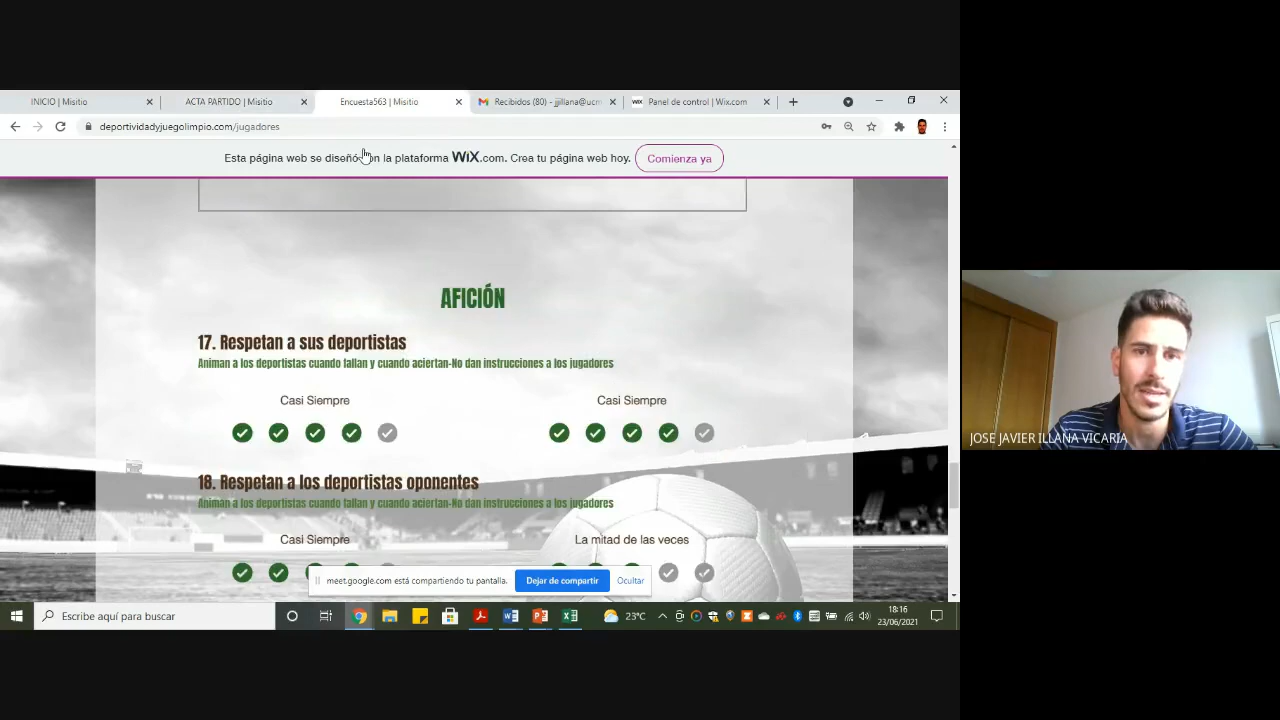 INICIO | Misitio
ACTA PARTIDO | Misitio
Encuesta563 | Misitio
Recibidos (80) - jjillana@ucm
WiX Panel de control | Wix.com
deportividadyjuegolimpio.com/jugadores
Esta página web se diseñó con la plataforma WiX.com. Crea tu página web hoy.
Comienza ya
AFICIÓN
17. Respetan a sus deportistas
Animan a los deportistas cuando fallan y cuando aciertan-No dan instrucciones a los jugadores
Casi Siempre
Casi Siempre
18. Respetan a los deportistas oponentes
Animan a los deportistas cuando fallan y cuando aciertan-No dan instrucciones a los jugadores
Casi Siempre
La mitad de las veces
meet.google.com está compartiendo tu pantalla.
Dejar de compartir
Ocultar
Escribe aquí para buscar
23°C
18:16
23/06/2021
JOSE JAVIER ILLANA VICARIA